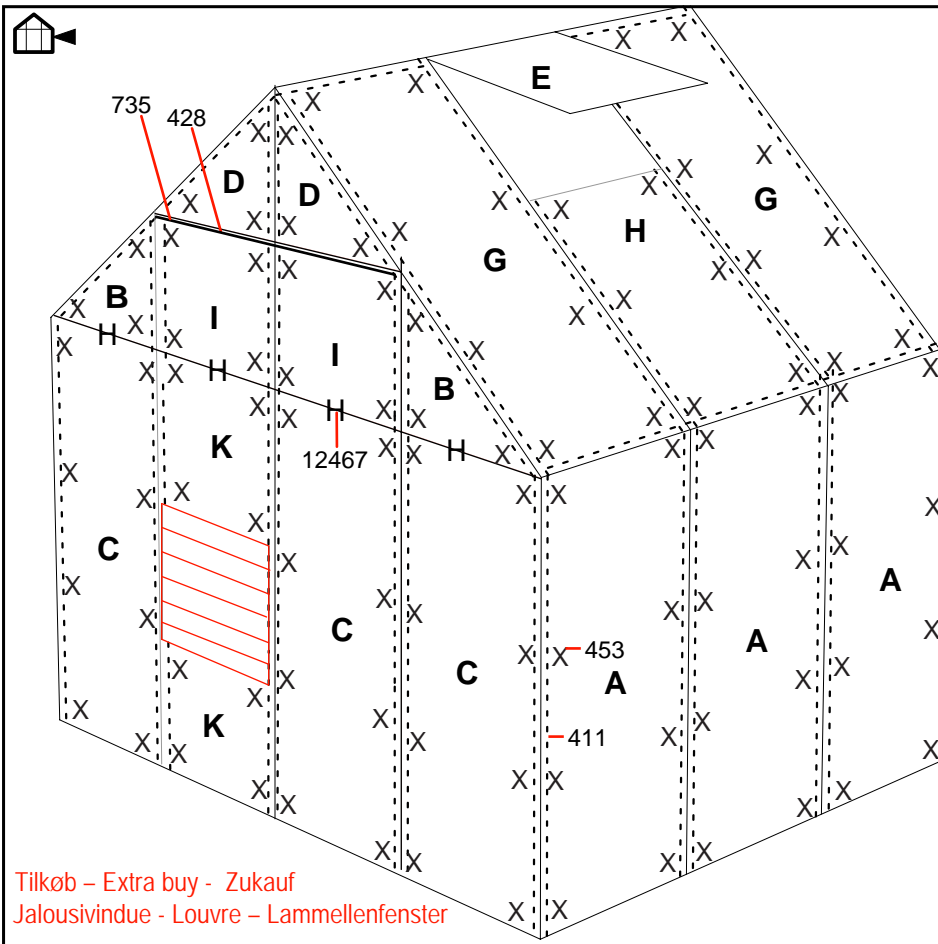 E
735
428
D D
G
G
H
B
I
I
B
H
H
H
H
12467
K
C
C
C
A
A
A
453
411
K
Tilkøb – Extra buy - Zukauf
Jalousivindue - Louvre – Lammellenfenster